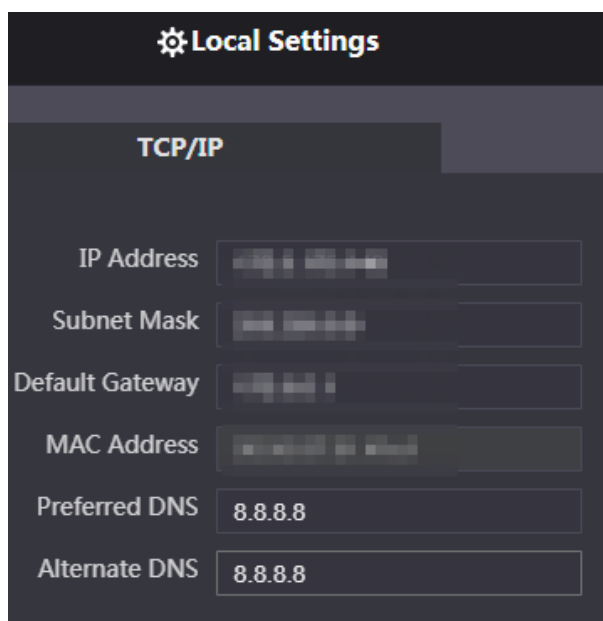 Local Settings
TCP/IP
IP Address
Subnet Mask
Default Gateway
MAC Address
Preferred DNS 8.8.8.8
Alternate DNS 8.8.8.8